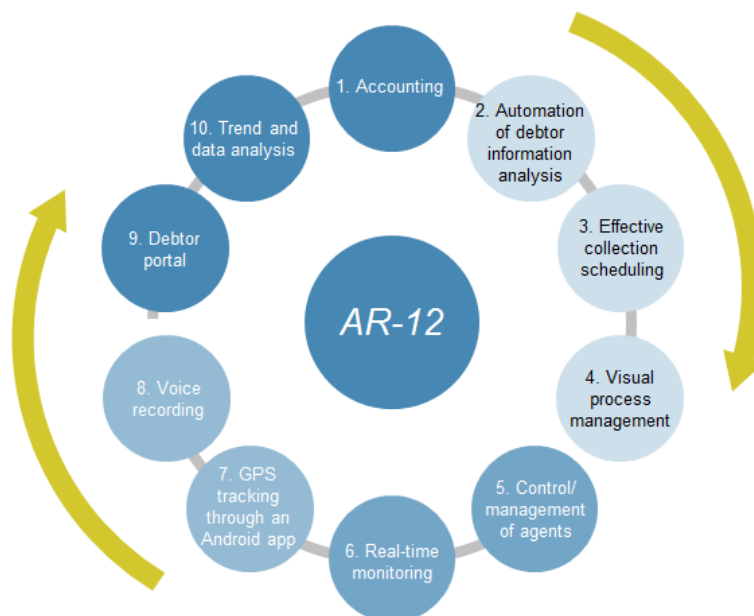 1. Accounting
2. Automation
of debtor
information
analysis
3. Effective
collection
scheduling
4. Visual
process
management
5. Control/
management
of agents
6. Real-time
monitoring
7. GPS
tracking
through an
Android app
8. Voice
recording
9. Debtor
portal
10. Trend and
data analysis
AR-12